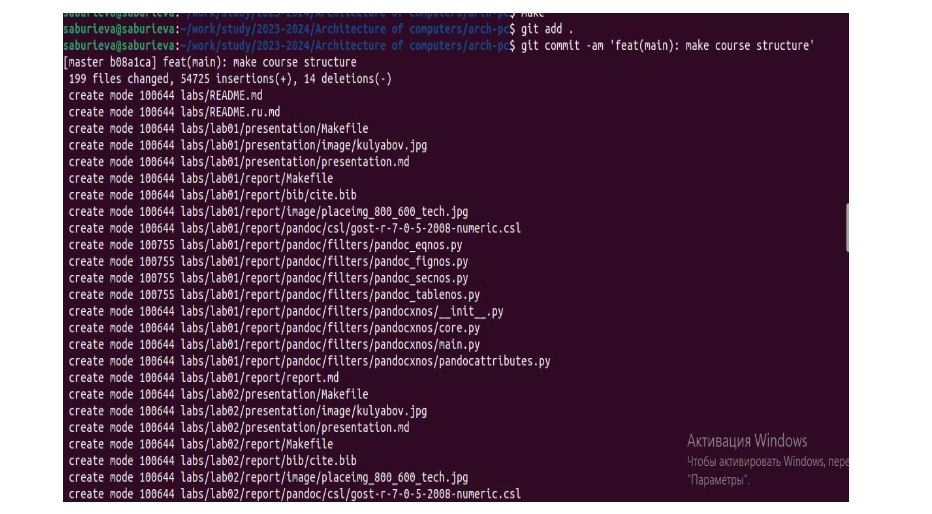 saburieva@saburieva:~/work/study/2023-2024/Architecture of computers/arch-pc$ make
saburieva@saburieva:~/work/study/2023-2024/Architecture of computers/arch-pc$ git add .
saburieva@saburieva:~/work/study/2023-2024/Architecture of computers/arch-pc$ git commit -am 'feat(main): make course structure'
[master b08a1ca] feat(main): make course structure
199 files changed, 54725 insertions(+), 14 deletions(-)
create mode 100644 labs/README.md
create mode 100644 labs/README.ru.md
create mode 100644 labs/lab01/presentation/Makefile
create mode 100644 labs/lab01/presentation/image/kulyabov.jpg
create mode 100644 labs/lab01/presentation/presentation.md
create mode 100644 labs/lab01/report/Makefile
create mode 100644 labs/lab01/report/bib/cite.bib
create mode 100644 labs/lab01/report/image/placeimg_800_600_tech.jpg
create mode 100644 labs/lab01/report/pandoc/csl/gost-r-7-0-5-2008-numeric.csl
create mode 100755 labs/lab01/report/pandoc/filters/pandoc_eqnos.py
create mode 100755 labs/lab01/report/pandoc/filters/pandoc_fignos.py
create mode 100755 labs/lab01/report/pandoc/filters/pandoc_secnos.py
create mode 100755 labs/lab01/report/pandoc/filters/pandoc_tablenos.py
create mode 100644 labs/lab01/report/pandoc/filters/pandocxnos/__init__.py
create mode 100644 labs/lab01/report/pandoc/filters/pandocxnos/core.py
create mode 100644 labs/lab01/report/pandoc/filters/pandocxnos/main.py
create mode 100644 labs/lab01/report/pandoc/filters/pandocxnos/pandocattributes.py
create mode 100644 labs/lab01/report/report.md
create mode 100644 labs/lab02/presentation/Makefile
create mode 100644 labs/lab02/presentation/image/kulyabov.jpg
create mode 100644 labs/lab02/presentation/presentation.md
create mode 100644 labs/lab02/report/Makefile
create mode 100644 labs/lab02/report/bib/cite.bib
create mode 100644 labs/lab02/report/image/placeimg_800_600_tech.jpg
create mode 100644 labs/lab02/report/pandoc/csl/gost-r-7-0-5-2008-numeric.csl
Активация Windows
Чтобы активировать Windows, пере
"Параметры".